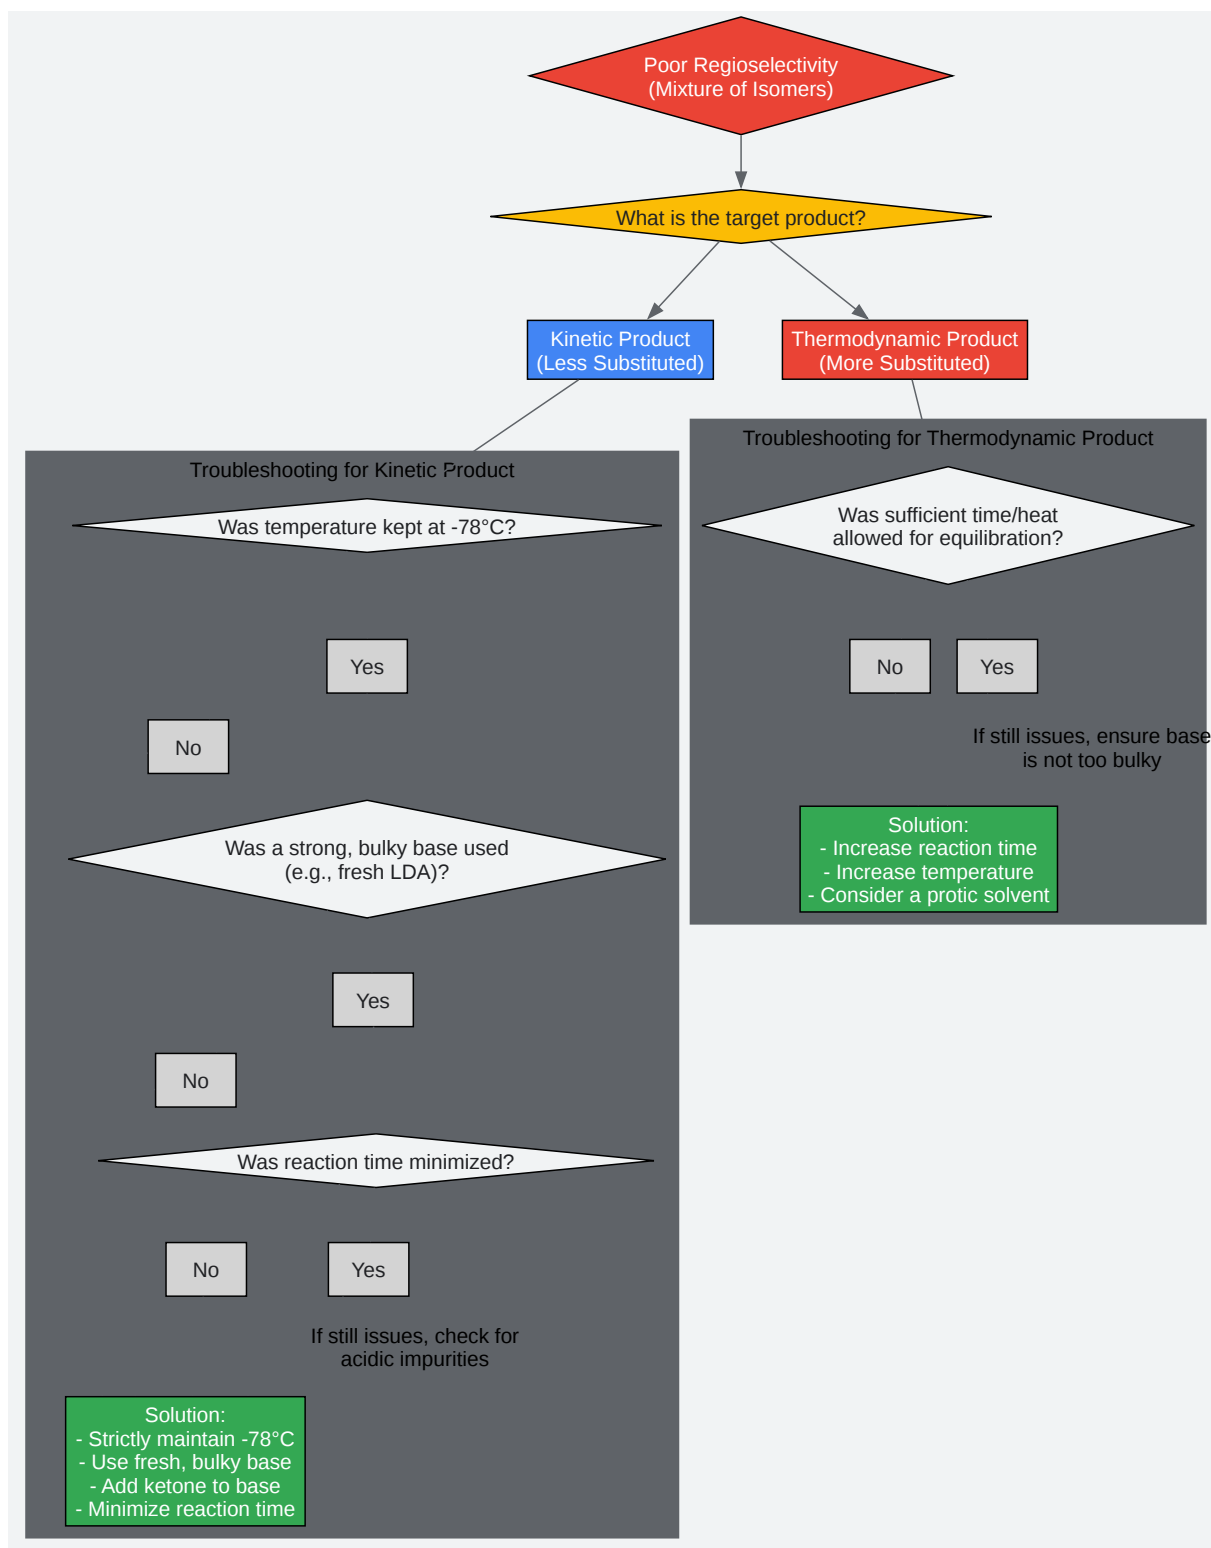 Poor Regioselectivity
(Mixture of Isomers)
What is the target product?
Kinetic Product
(Less Substituted)
Thermodynamic Product
(More Substituted)
Troubleshooting for Kinetic Product
Was temperature kept at -78°C?
Yes
No
Was a strong, bulky base used
(e.g., fresh LDA)?
Yes
No
Was reaction time minimized?
No
Yes
If still issues, check for
acidic impurities
Solution:
- Strictly maintain -78°C
- Use fresh, bulky base
- Add ketone to base
- Minimize reaction time
Troubleshooting for Thermodynamic Product
Was sufficient time/heat
allowed for equilibration?
No
Yes
If still issues, ensure base
is not too bulky
Solution:
- Increase reaction time
- Increase temperature
- Consider a protic solvent